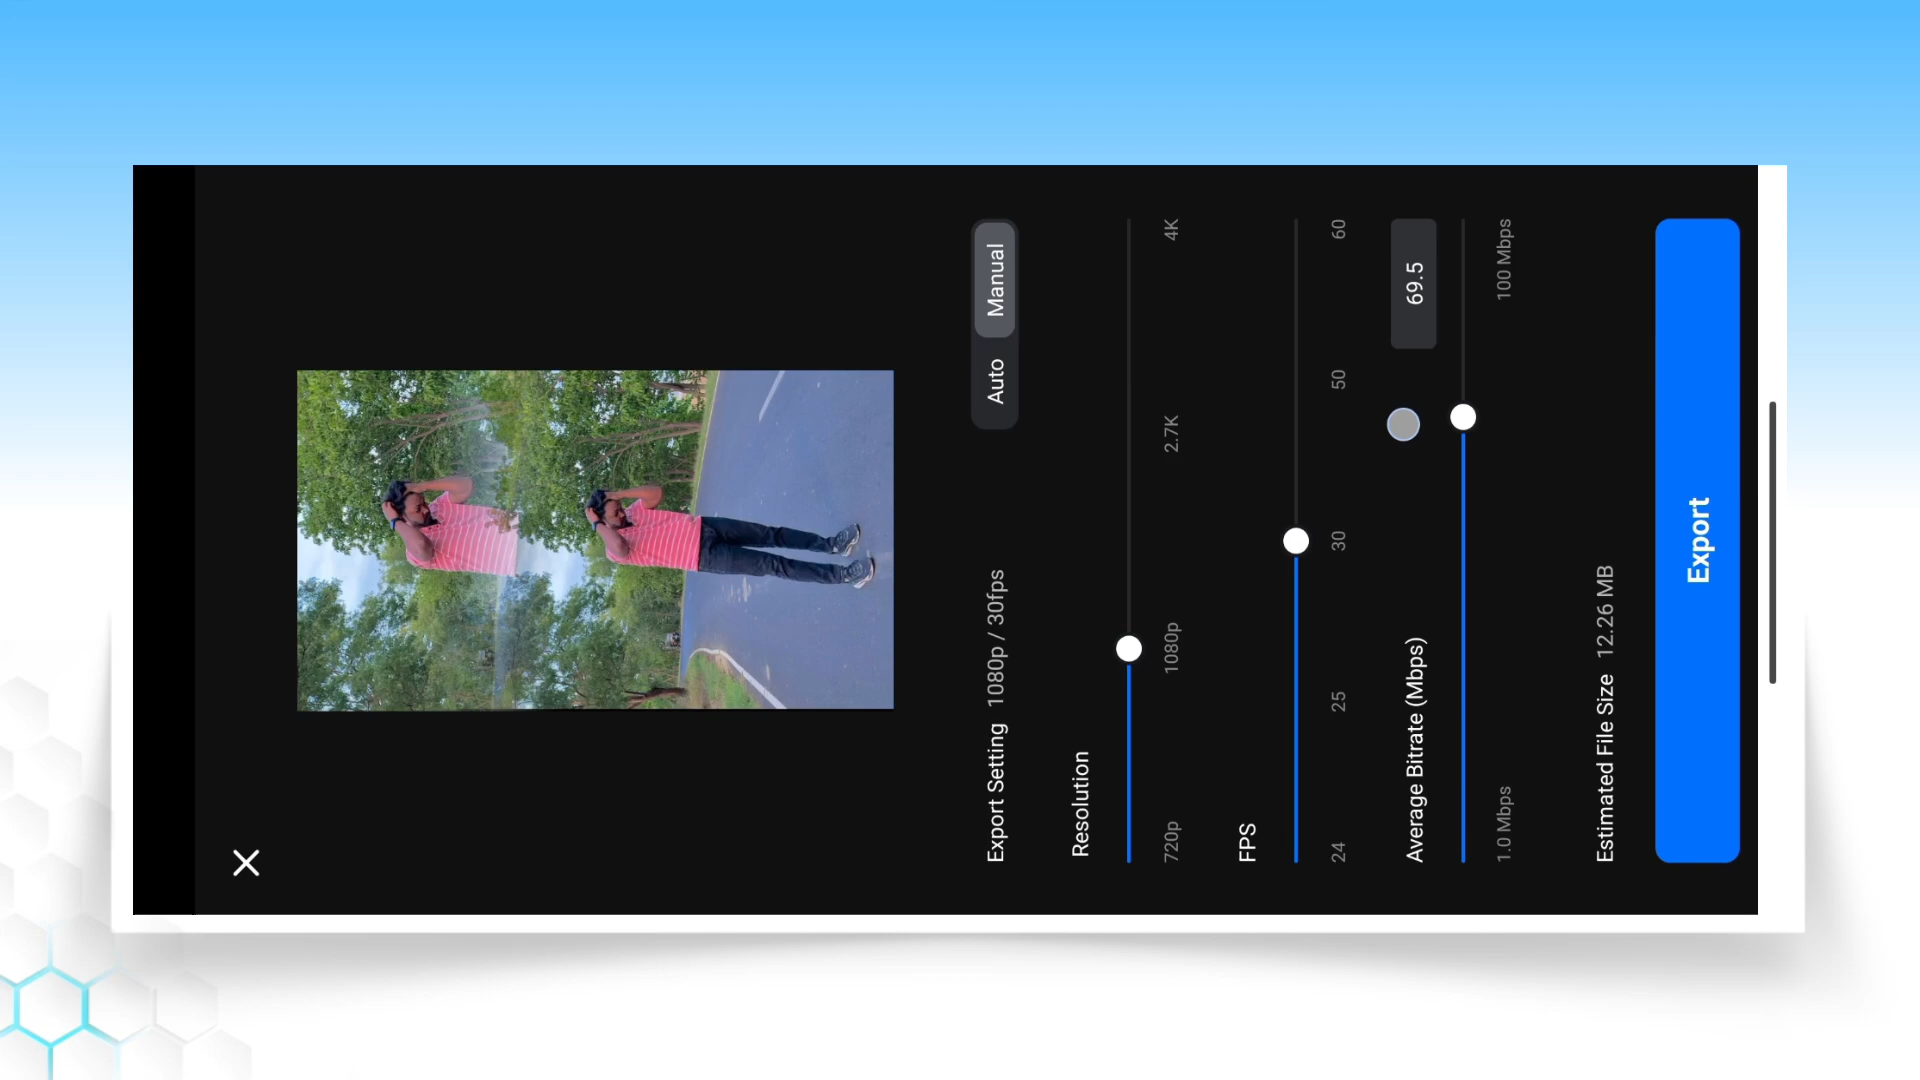 Export Setting 1080p / 30fps Auto Manual
Resolution
720p 1080p 2.7K 4K
FPS
24 25 30 50 60
Average Bitrate (Mbps) 69.5
1.0 Mbps 100 Mbps
Estimated File Size 12.26 MB
Export